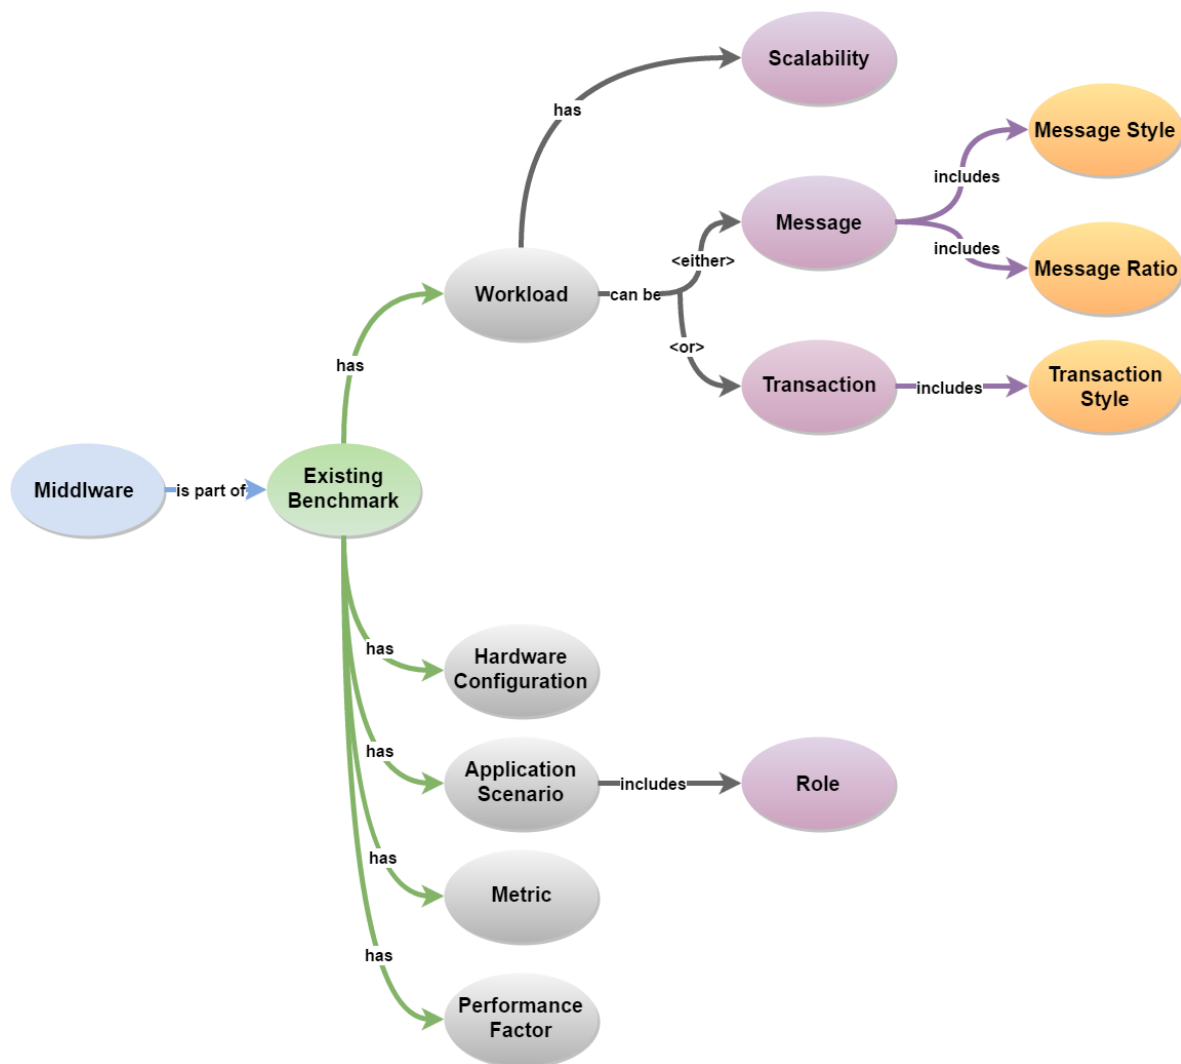 Scalability
has
Message Style
includes
Message
includes
Message Ratio
<either>
Workload
can be
<or>
has
Transaction
includes
Transaction
Style
Middlware
is part of
Existing
Benchmark
has
Hardware
Configuration
has
Application
Scenario
includes
Role
has
Metric
has
Performance
Factor